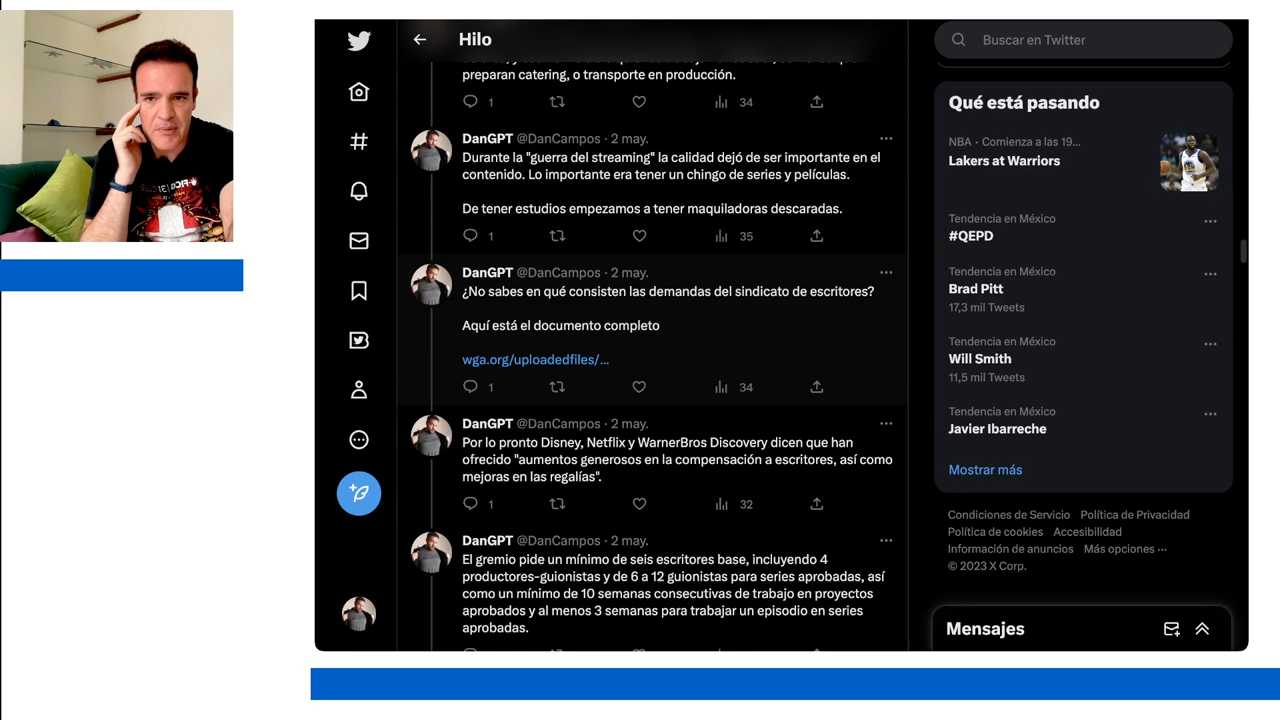 Hilo
preparan catering, o transporte en producción.
1 34
DanGPT @DanCampos · 2 may.
Durante la "guerra del streaming" la calidad dejó de ser importante en el
contenido. Lo importante era tener un chingo de series y películas.
De tener estudios empezamos a tener maquiladoras descaradas.
1 35
DanGPT @DanCampos · 2 may.
¿No sabes en qué consisten las demandas del sindicato de escritores?
Aquí está el documento completo
wga.org/uploadedfiles/...
1 34
DanGPT @DanCampos · 2 may.
Por lo pronto Disney, Netflix y WarnerBros Discovery dicen que han
ofrecido "aumentos generosos en la compensación a escritores, así como
mejoras en las regalías".
1 32
DanGPT @DanCampos · 2 may.
El gremio pide un mínimo de seis escritores base, incluyendo 4
productores-guionistas y de 6 a 12 guionistas para series aprobadas, así
como un mínimo de 10 semanas consecutivas de trabajo en proyectos
aprobados y al menos 3 semanas para trabajar un episodio en series
aprobadas.
Buscar en Twitter
Qué está pasando
NBA · Comienza a las 19...
Lakers at Warriors
Tendencia en México
#QEPD
Tendencia en México
Brad Pitt
17,3 mil Tweets
Tendencia en México
Will Smith
11,5 mil Tweets
Tendencia en México
Javier Ibarreche
Mostrar más
Condiciones de Servicio Política de Privacidad
Política de cookies Accesibilidad
Información de anuncios Más opciones ···
© 2023 X Corp.
Mensajes